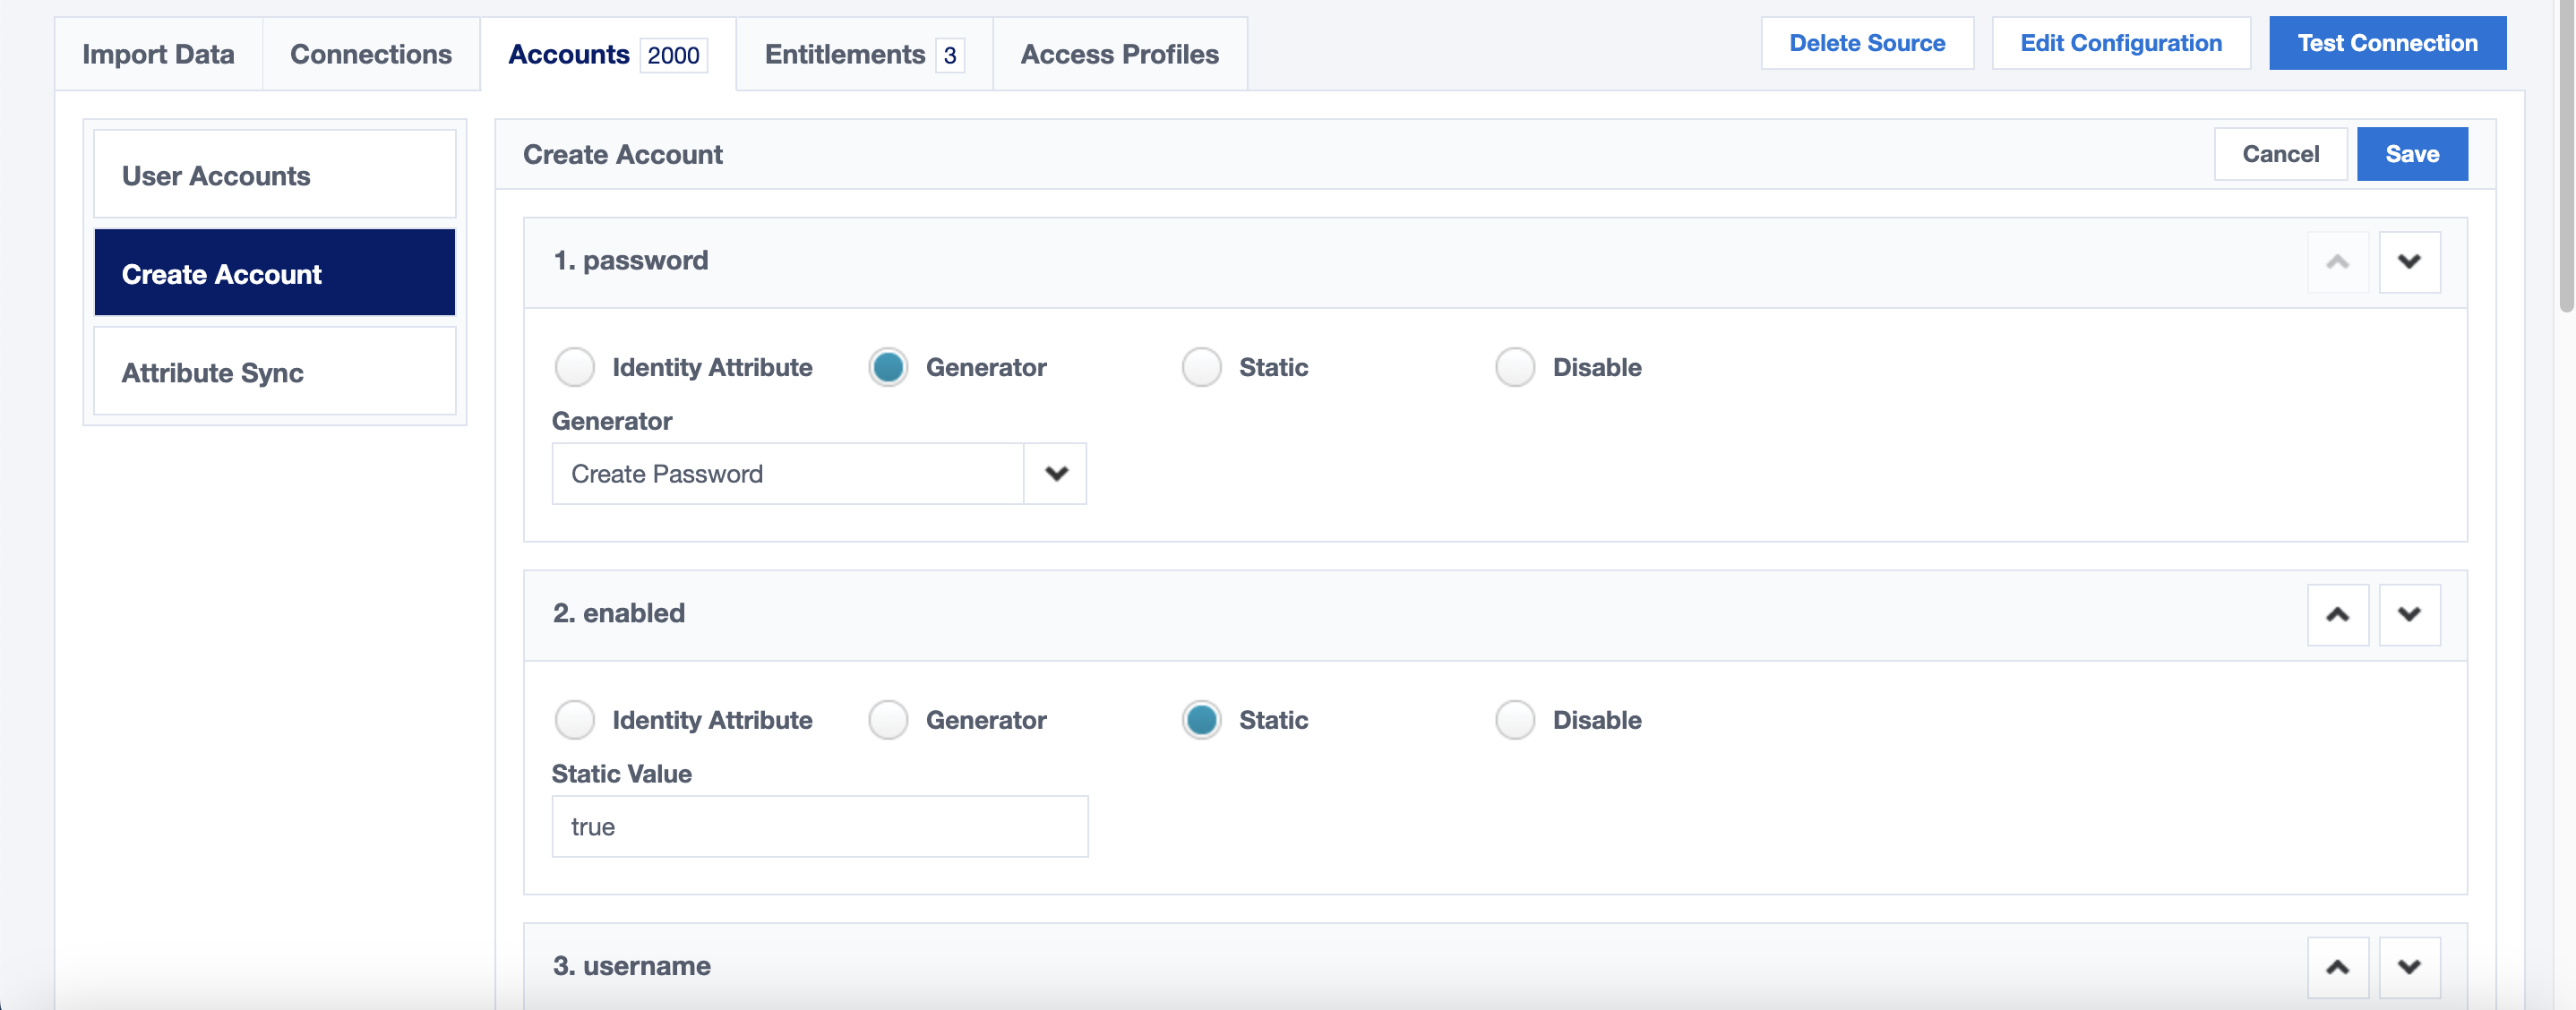 Import Data
Connections
Accounts 2000
Entitlements 3
Access Profiles
Delete Source
Edit Configuration
Test Connection
User Accounts
Create Account
Attribute Sync
Create Account
Cancel
Save
1. password
Identity Attribute
Generator
Static
Disable
Generator
Create Password
2. enabled
Identity Attribute
Generator
Static
Disable
Static Value
true
3. username